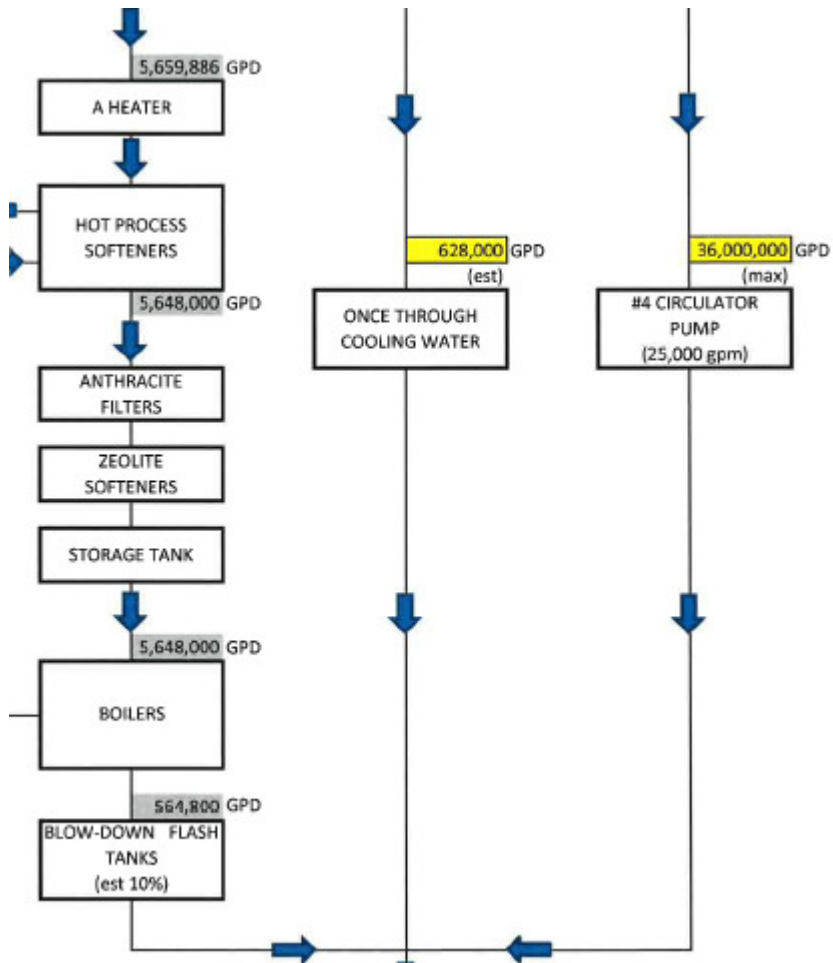 5,659,886 GPD
A HEATER
HOT PROCESS
SOFTENERS
5,648,000 GPD
ANTHRACITE
FILTERS
ZEOLITE
SOFTENERS
STORAGE TANK
5,648,000 GPD
BOILERS
564,800 GPD
BLOW-DOWN FLASH
TANKS
(est 10%)
628,000 GPD
(est)
ONCE THROUGH
COOLING WATER
36,000,000 GPD
(max)
#4 CIRCULATOR
PUMP
(25,000 gpm)